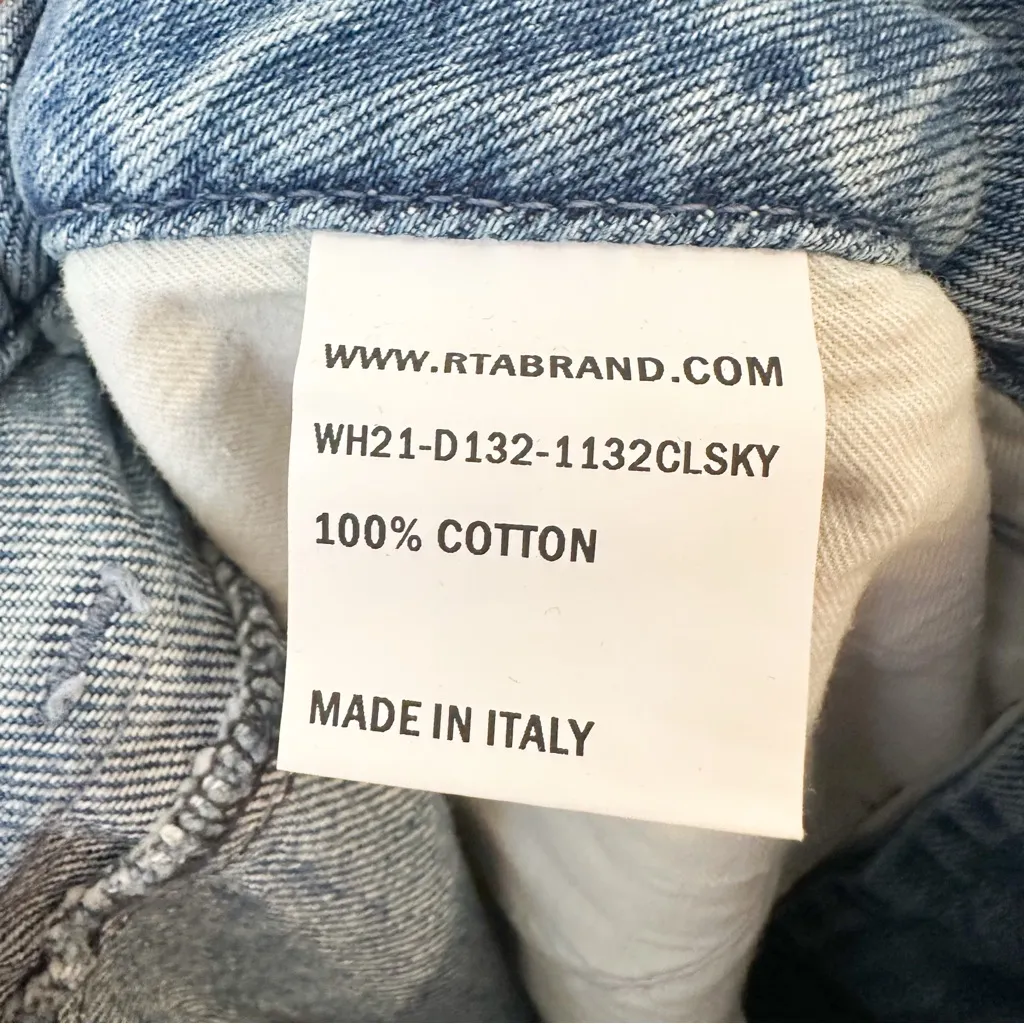 WWW.RTABRAND.COM
WH21-D132-1132CLSKY
100% COTTON
MADE IN ITALY